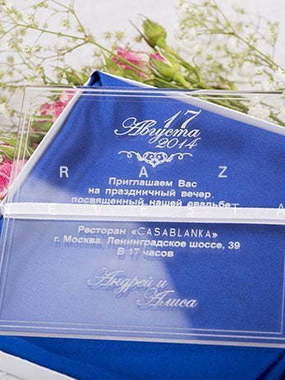 17
Августа
2014
R A Z
Приглашаем Вас
на праздничный вечер,
посвященный нашей свадьбе
Ресторан «CASABLANKA»
г. Москва, Ленинградское шоссе, 39
В 17 часов
Андрей и
Алиса